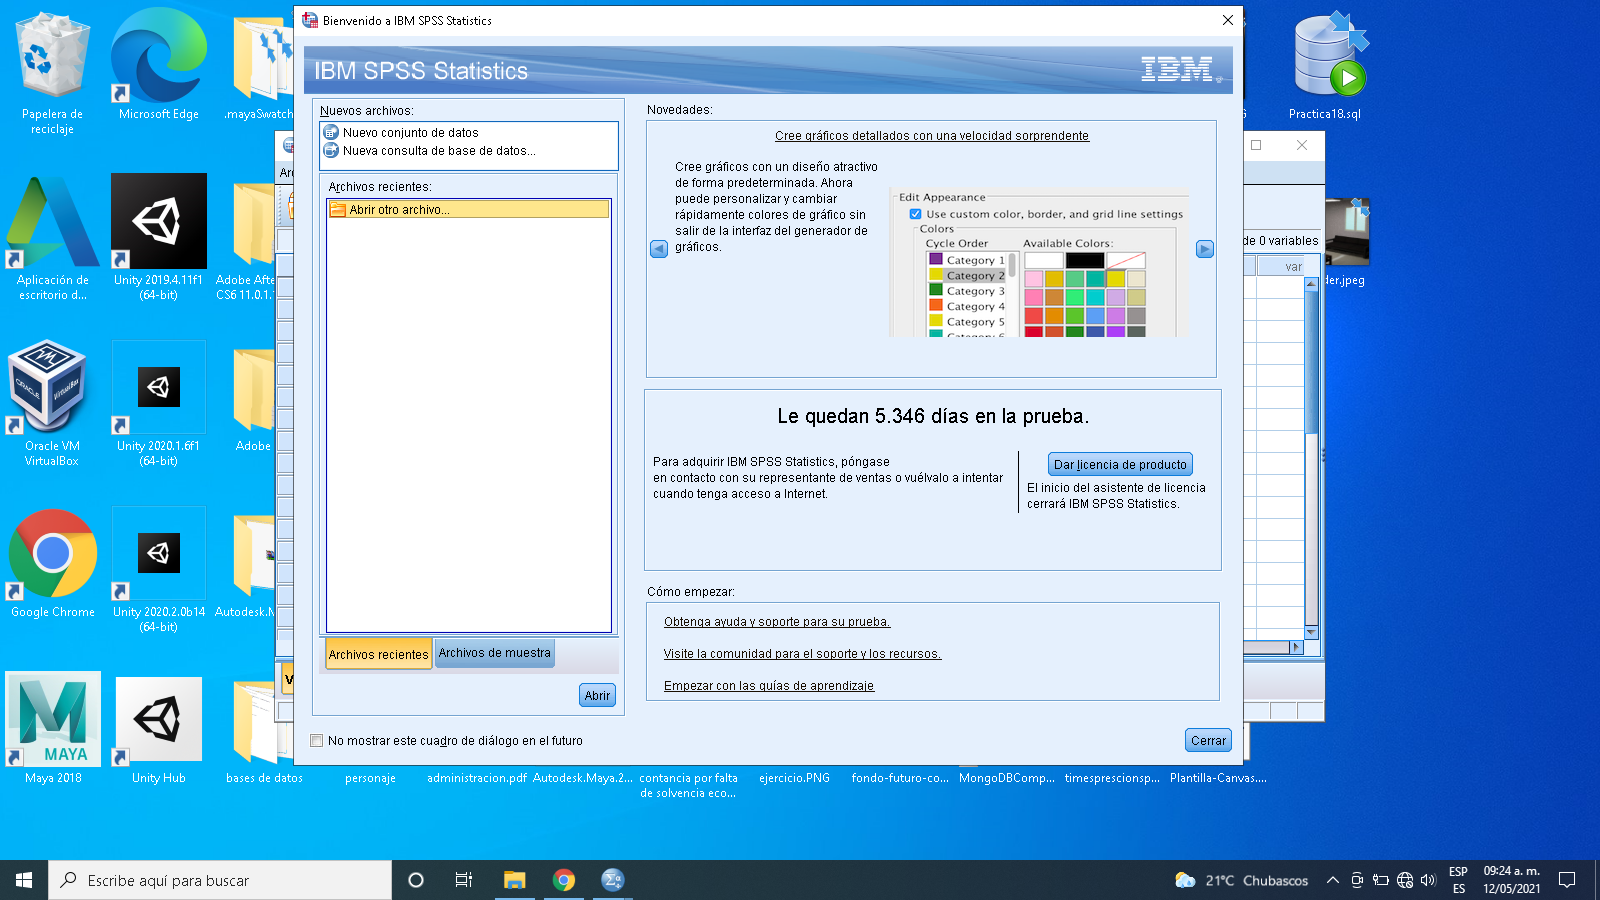 Bienvenido a IBM SPSS Statistics
IBM SPSS Statistics
IBM
Nuevos archivos:
Nuevo conjunto de datos
Nueva consulta de base de datos...
Archivos recientes:
Abrir otro archivo...
Archivos recientes
Archivos de muestra
Abrir
No mostrar este cuadro de diálogo en el futuro
Novedades:
Cree gráficos detallados con una velocidad sorprendente
Cree gráficos con un diseño atractivo
de forma predeterminada. Ahora
puede personalizar y cambiar
rápidamente colores de gráfico sin
salir de la interfaz del generador de
gráficos.
Edit Appearance
Use custom color, border, and grid line settings
Colors
Cycle Order
Available Colors:
Category 1
Category 2
Category 3
Category 4
Category 5
Le quedan 5.346 días en la prueba.
Para adquirir IBM SPSS Statistics, póngase
en contacto con su representante de ventas o vuélvalo a intentar
cuando tenga acceso a Internet.
Dar licencia de producto
El inicio del asistente de licencia
cerrará IBM SPSS Statistics.
Cómo empezar:
Obtenga ayuda y soporte para su prueba.
Visite la comunidad para el soporte y los recursos.
Empezar con las guías de aprendizaje
Cerrar
de 0 variables
var
Papelera de
reciclaje
Microsoft Edge
.mayaSwatch
Practica18.sql
Aplicación de
escritorio d...
Unity 2019.4.11f1
(64-bit)
Adobe Afte
CS6 11.0.1.
der.jpeg
ORACLE
VirtualBox
Oracle VM
VirtualBox
Unity 2020.1.6f1
(64-bit)
Adobe
Google Chrome
Unity 2020.2.0b14
(64-bit)
Autodesk.M
MAYA
Maya 2018
Unity Hub
bases de datos
personaje
administracion.pdf
Autodesk.Maya.2...
contancia por falta
de solvencia eco...
ejercicio.PNG
fondo-futuro-co...
MongoDBComp...
timesprescionsp...
Plantilla-Canvas....
Escribe aquí para buscar
21°C Chubascos
ESP
ES
09:24 a. m.
12/05/2021